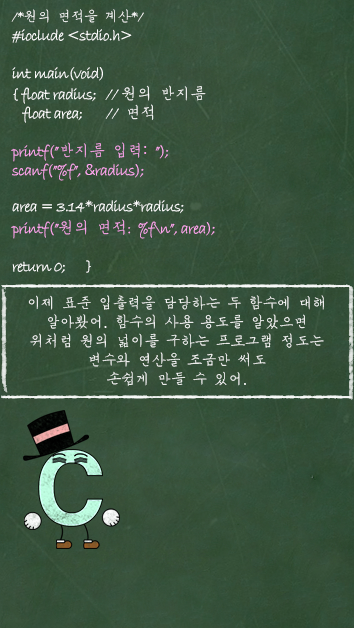 /*원의 면적을 계산*/
#ioclude <stdio.h>
int main(void)
{ float radius; //원의 반지름
float area; // 면적
printf("반지름 입력: ");
scanf("%f", &radius);
area = 3.14*radius*radius;
printf("원의 면적: %f\n", area);
return 0; }
이제 표준 입출력을 담당하는 두 함수에 대해
알아봤어. 함수의 사용 용도를 알았으면
위처럼 원의 넓이를 구하는 프로그램 정도는
변수와 연산을 조금만 써도
손쉽게 만들 수 있어.
C